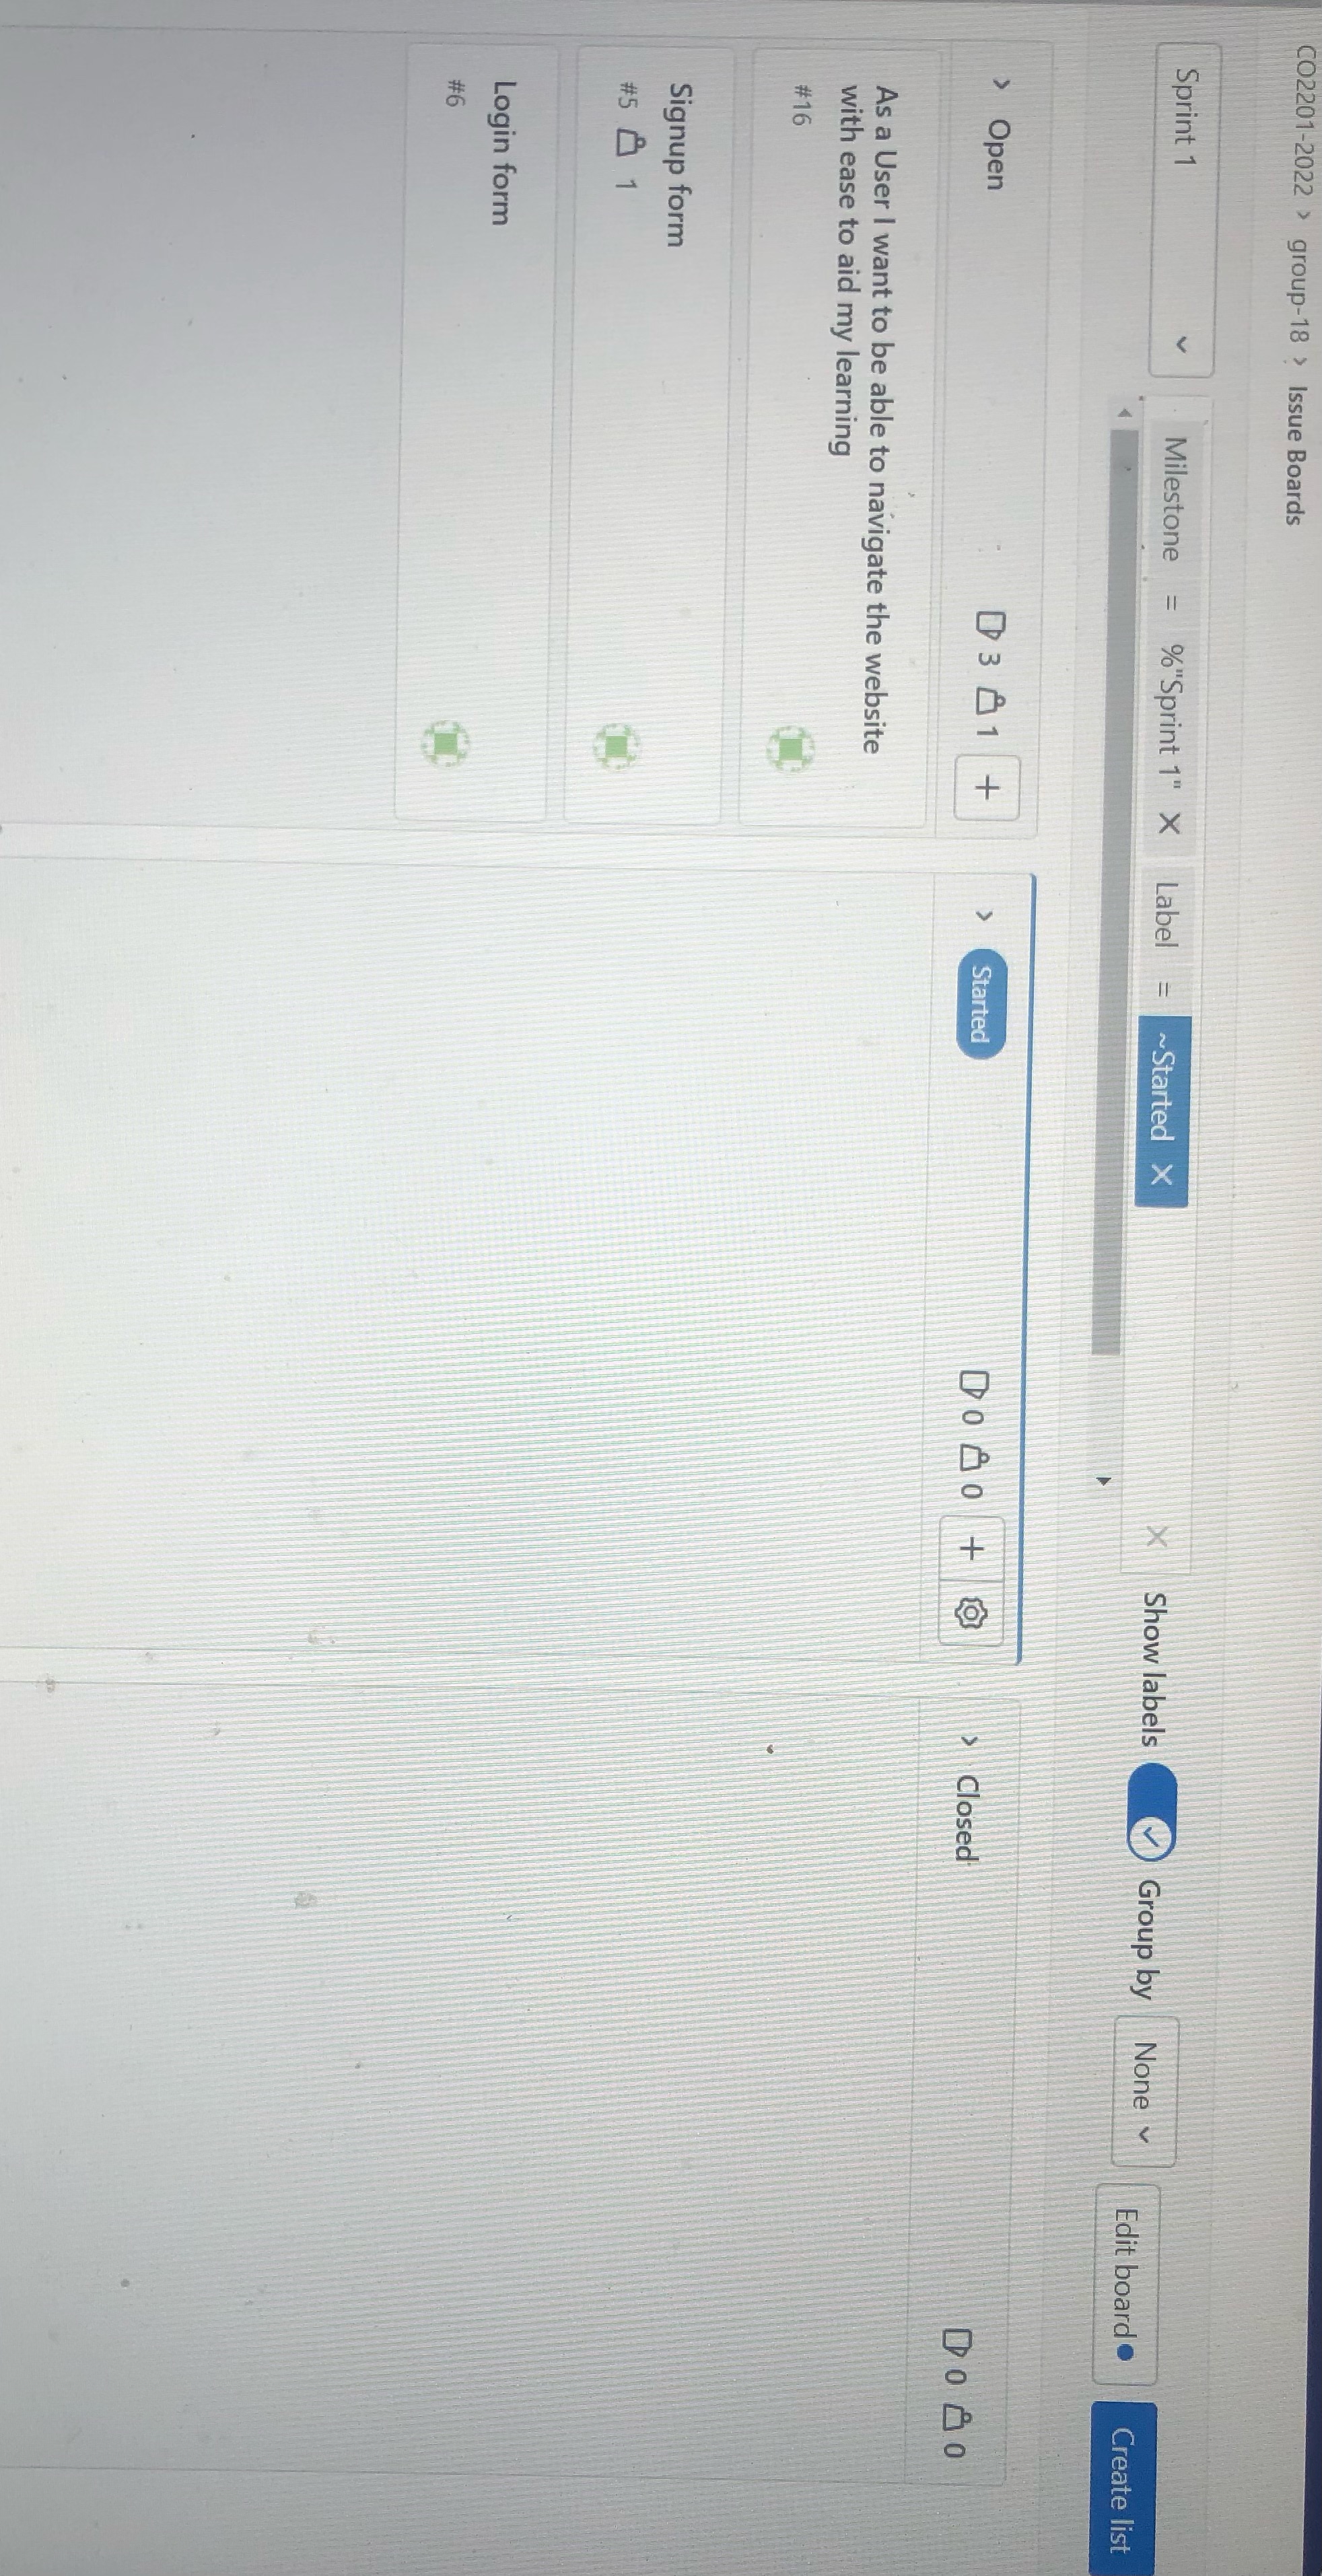 CO2201-2022 > group-18 > Issue Boards
Sprint 1
Milestone = %"Sprint 1" × Label = ~Started ×
Show labels
Group by None
Edit board
Create list
Open
3 1 +
As a User I want to be able to navigate the website
with ease to aid my learning
#16
Signup form
#5 1
Login form
#6
Started
0 0 +
Closed
0 0